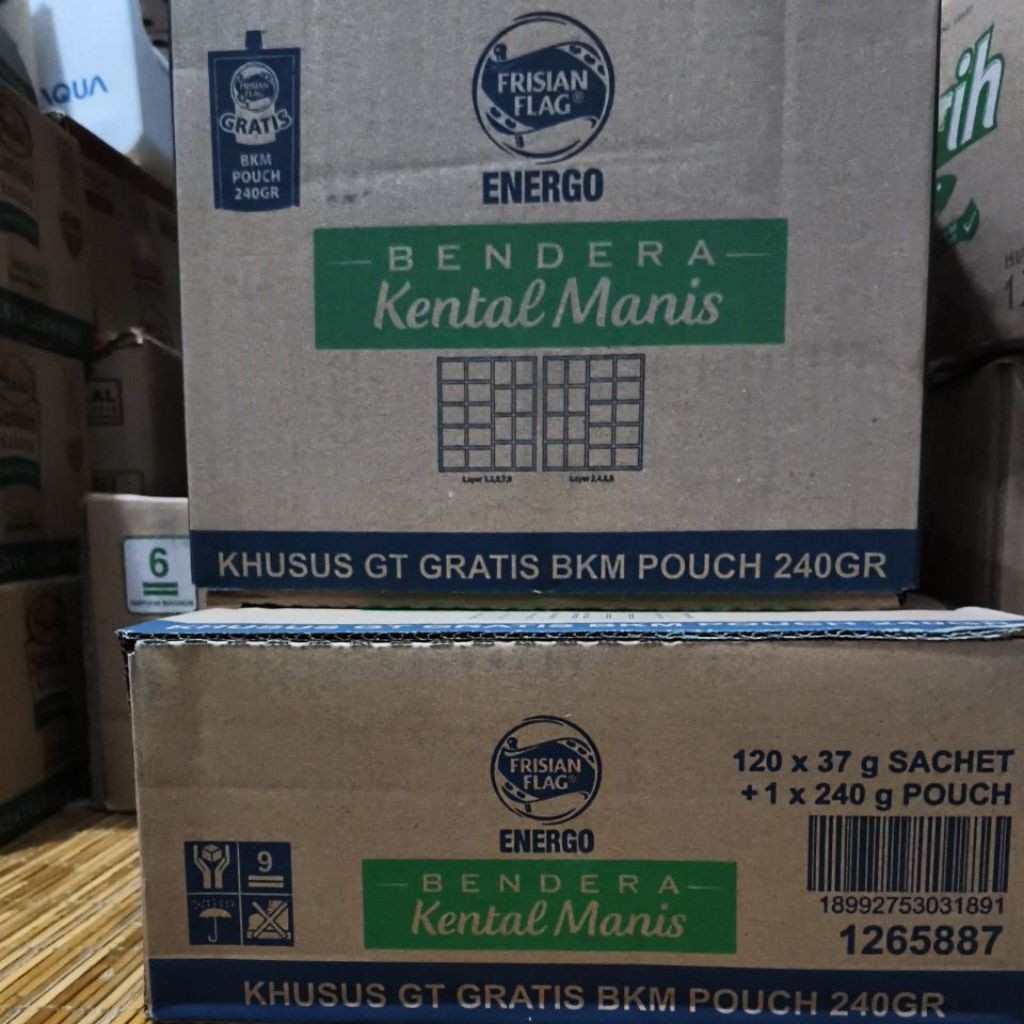 AQUA
FRISIAN
FLAG
GRATIS
BKM
POUCH
240GR
FRISIAN
FLAG®
ENERGO
BENDERA
Kental Manis
KHUSUS GT GRATIS BKM POUCH 240GR
6
FRISIAN
FLAG®
ENERGO
BENDERA
Kental Manis
120 x 37 g SACHET
+ 1 x 240 g POUCH
18992753031891
1265887
9
KHUSUS GT GRATIS BKM POUCH 240GR